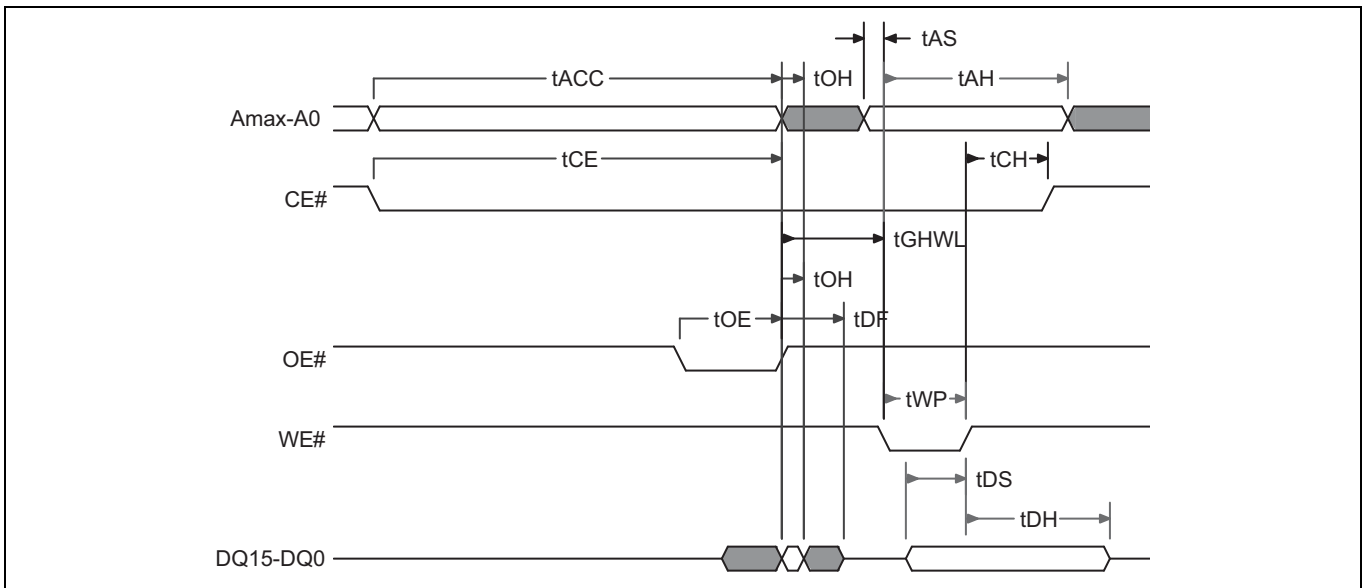 tAS
tACC
tOH
tAH
Amax-A0
tCE
tCH
CE#
tGHWL
tOH
tOE
tDF
OE#
tWP
WE#
tDS
tDH
DQ15-DQ0